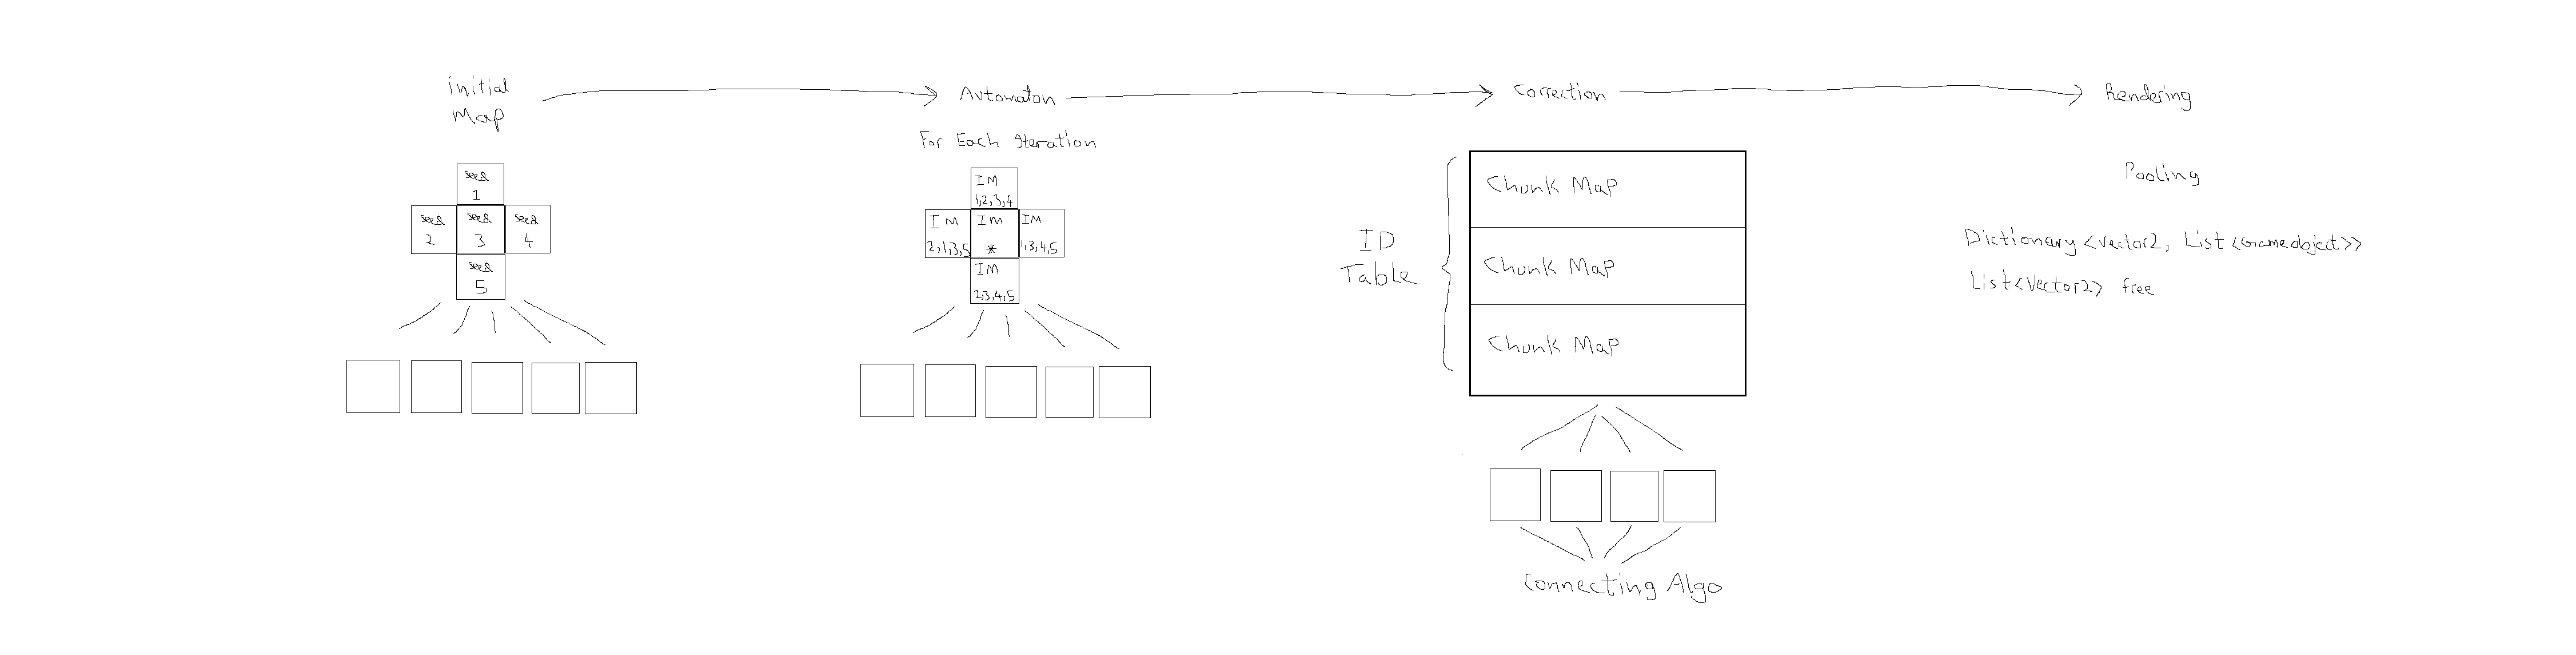 initial
Map
Automaton
Correction
Rendering
For Each Iteration
seed
1
seed
2
seed
3
seed
4
seed
5
IM
1,2,3,4
IM
2,1,3,5
IM
*
IM
1,3,4,5
IM
2,3,4,5
ID
Table
Chunk Map
Chunk Map
Chunk Map
Connecting Algo
Pooling
Dictionary<Vector2, List<Gameobject>>
List<Vector2> free